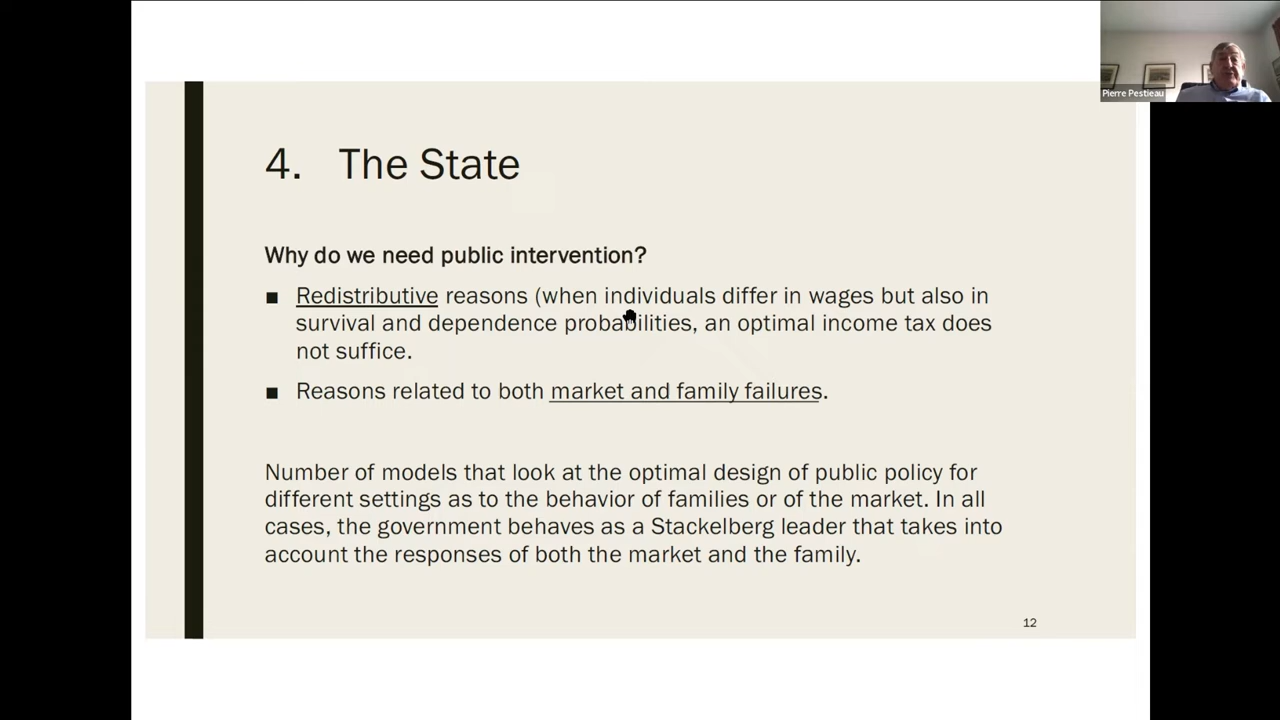 Pierre Pestieau
4. The State
Why do we need public intervention?
■ Redistributive reasons (when individuals differ in wages but also in
survival and dependence probabilities, an optimal income tax does
not suffice.
■ Reasons related to both market and family failures.
Number of models that look at the optimal design of public policy for
different settings as to the behavior of families or of the market. In all
cases, the government behaves as a Stackelberg leader that takes into
account the responses of both the market and the family.
12